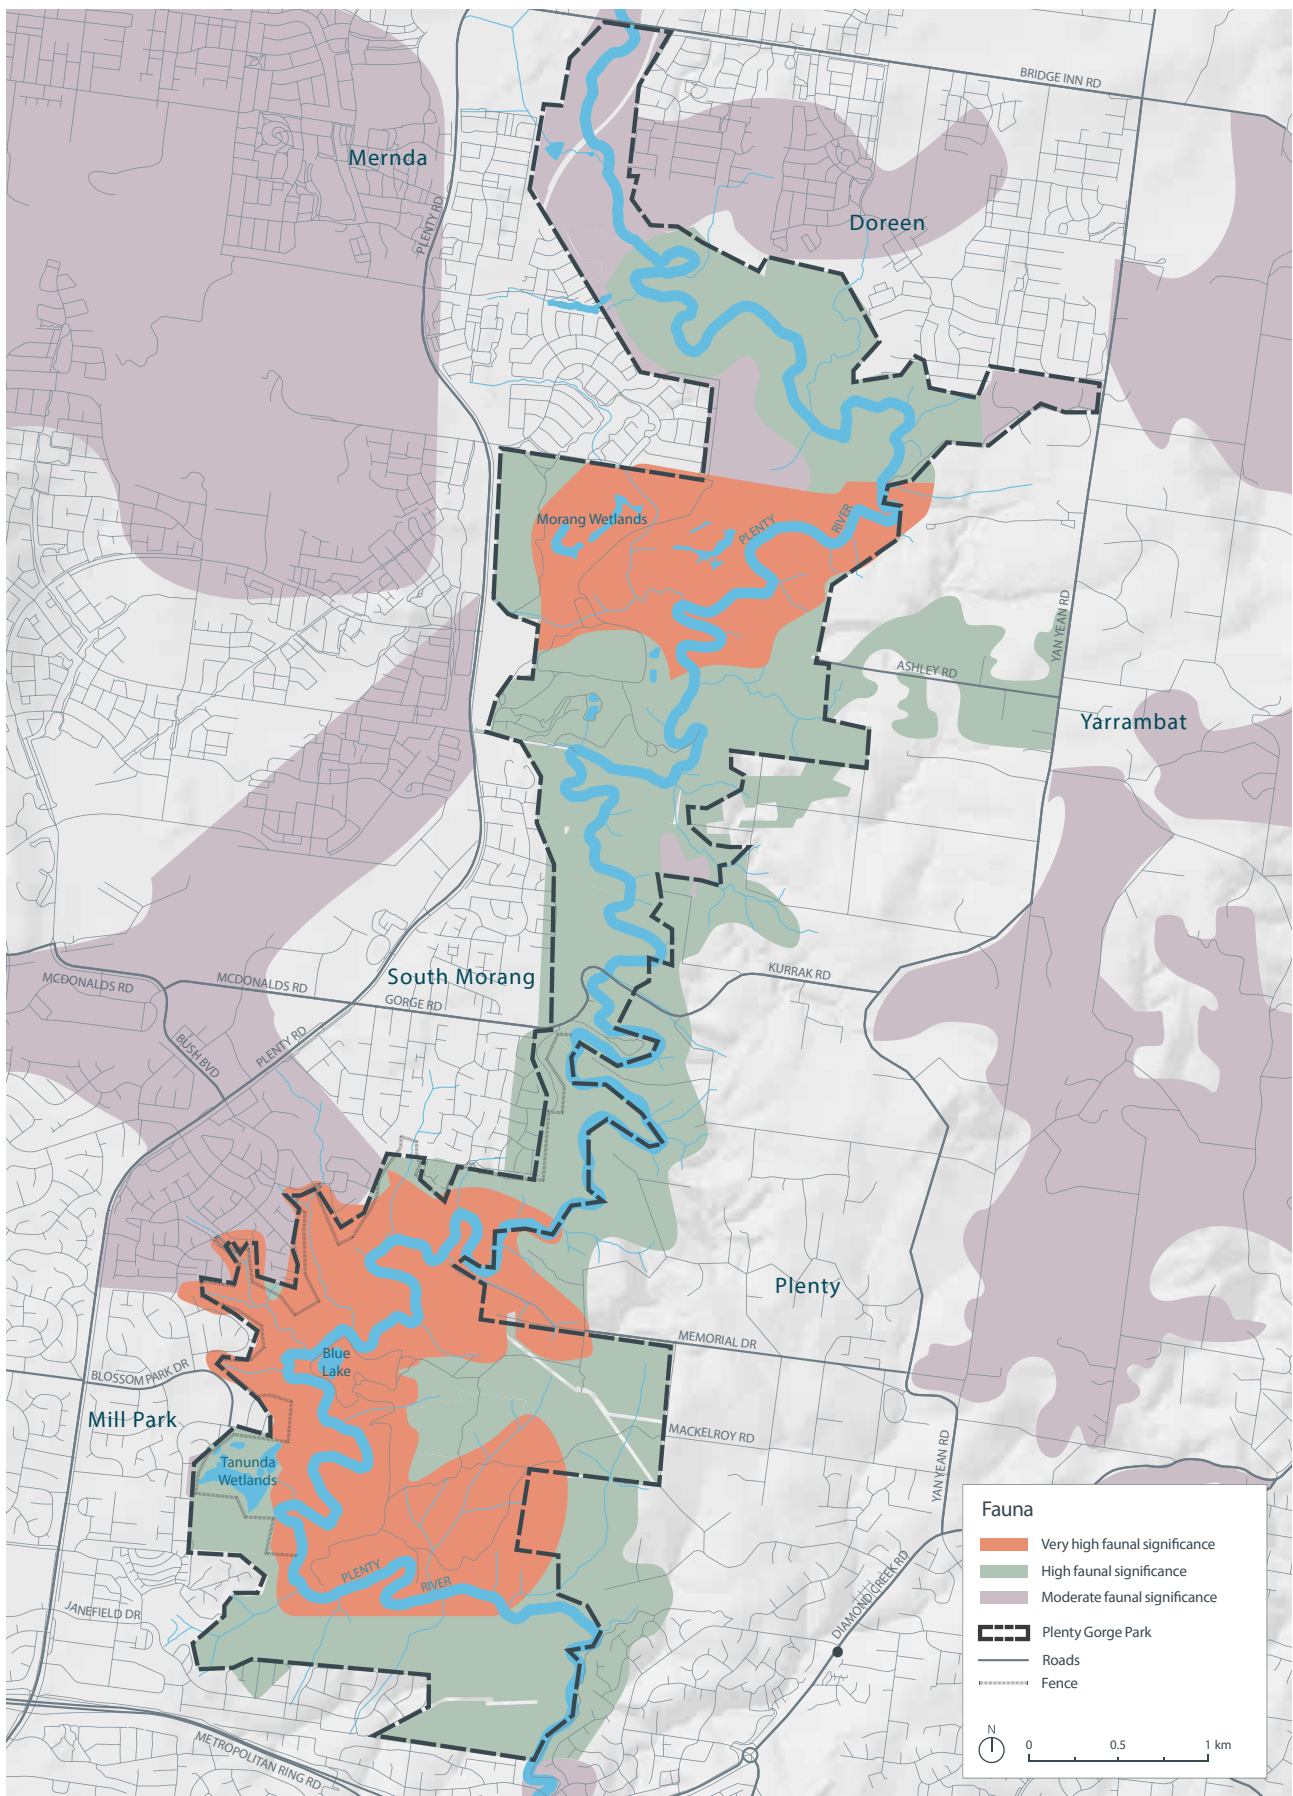 BRIDGE INN RD
Mernda
PLENTY RD
Doreen
Morang Wetlands
PLENTY
RIVER
YAN YEAN RD
ASHLEY RD
Yarrambat
South Morang
KURRAK RD
MCDONALDS RD
MCDONALDS RD
GORGE RD
BUSH BVD
PLENTY RD
Plenty
MEMORIAL DR
Blue
Lake
BLOSSOM PARK DR
Mill Park
MACKELROY RD
Tanunda
Wetlands
YAN YEAN RD
PLENTY
RIVER
JANEFIELD DR
DIAMOND CREEK RD
METROPOLITAN RING RD
Fauna
Very high faunal significance
High faunal significance
Moderate faunal significance
Plenty Gorge Park
Roads
Fence
N
0 0.5 1 km